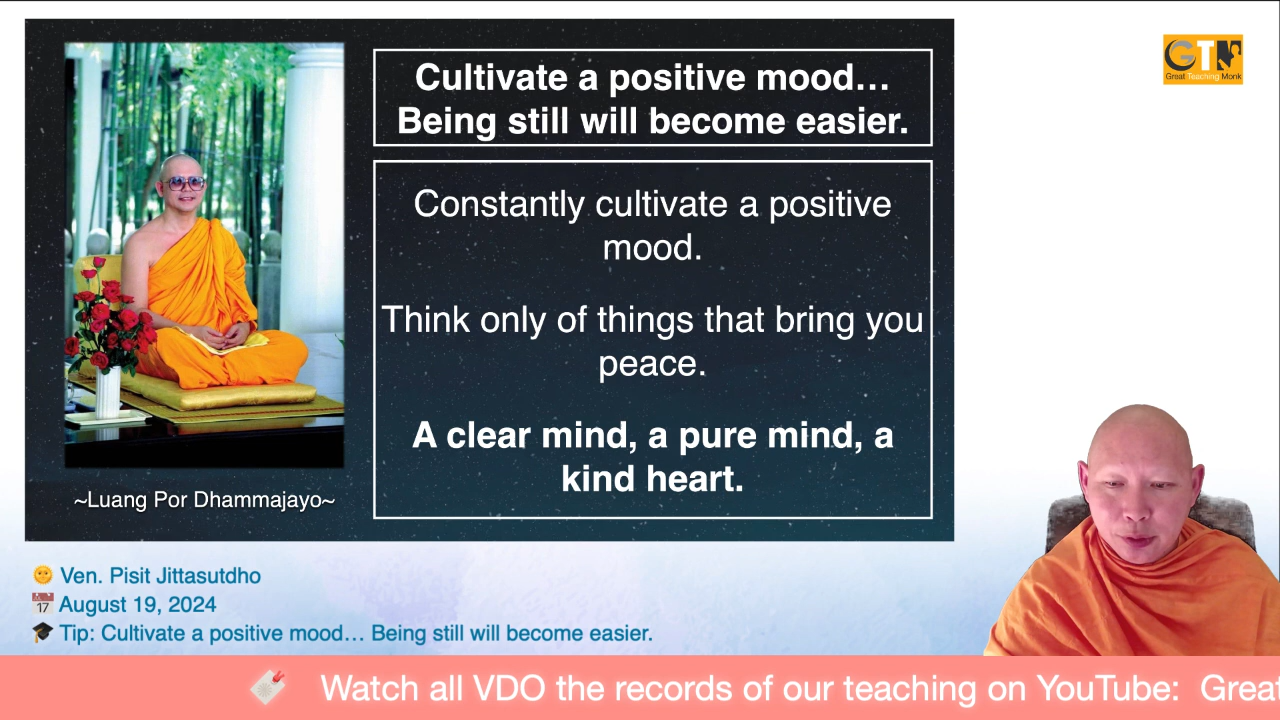 Cultivate a positive mood…
Being still will become easier.
Constantly cultivate a positive
mood.
Think only of things that bring you
peace.
A clear mind, a pure mind, a
kind heart.
~Luang Por Dhammajayo~
GTM
Great Teaching Monk
Ven. Pisit Jittasutdho
17
August 19, 2024
Tip: Cultivate a positive mood… Being still will become easier.
Watch all VDO the records of our teaching on YouTube: Great